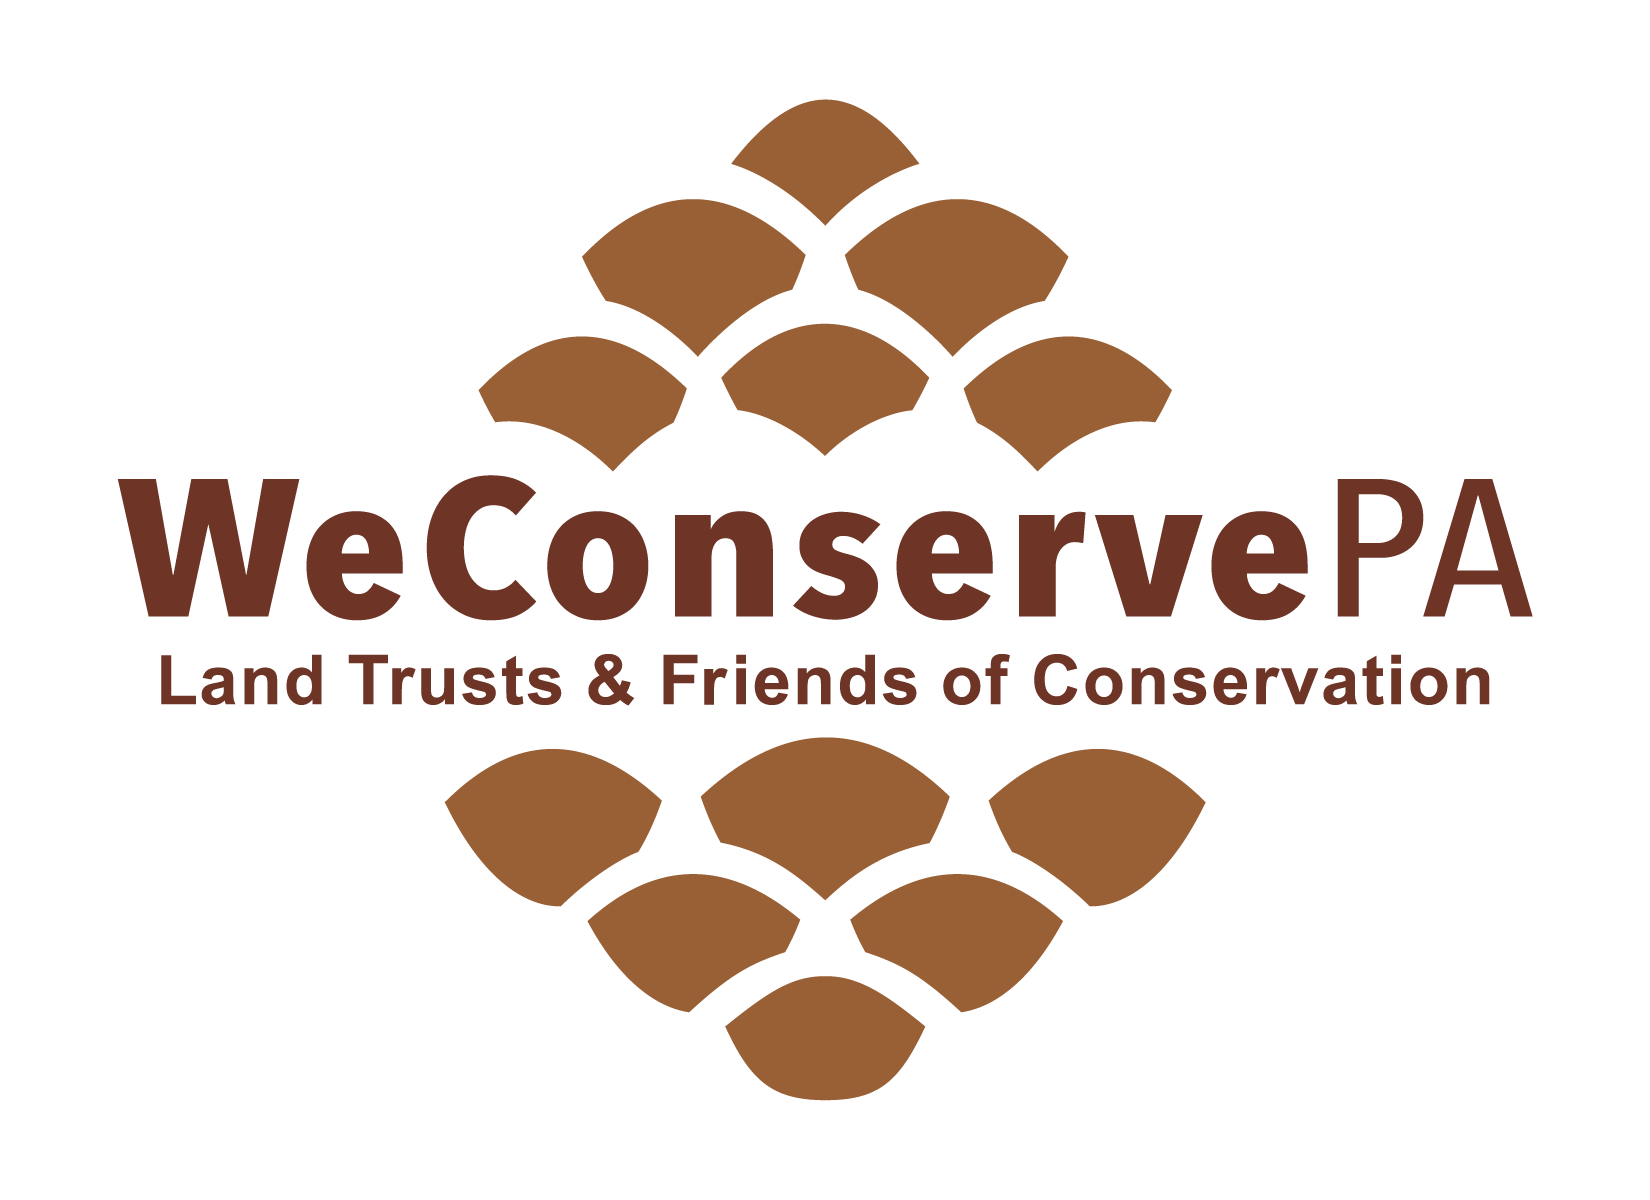 WeConservePA
Land Trusts & Friends of Conservation